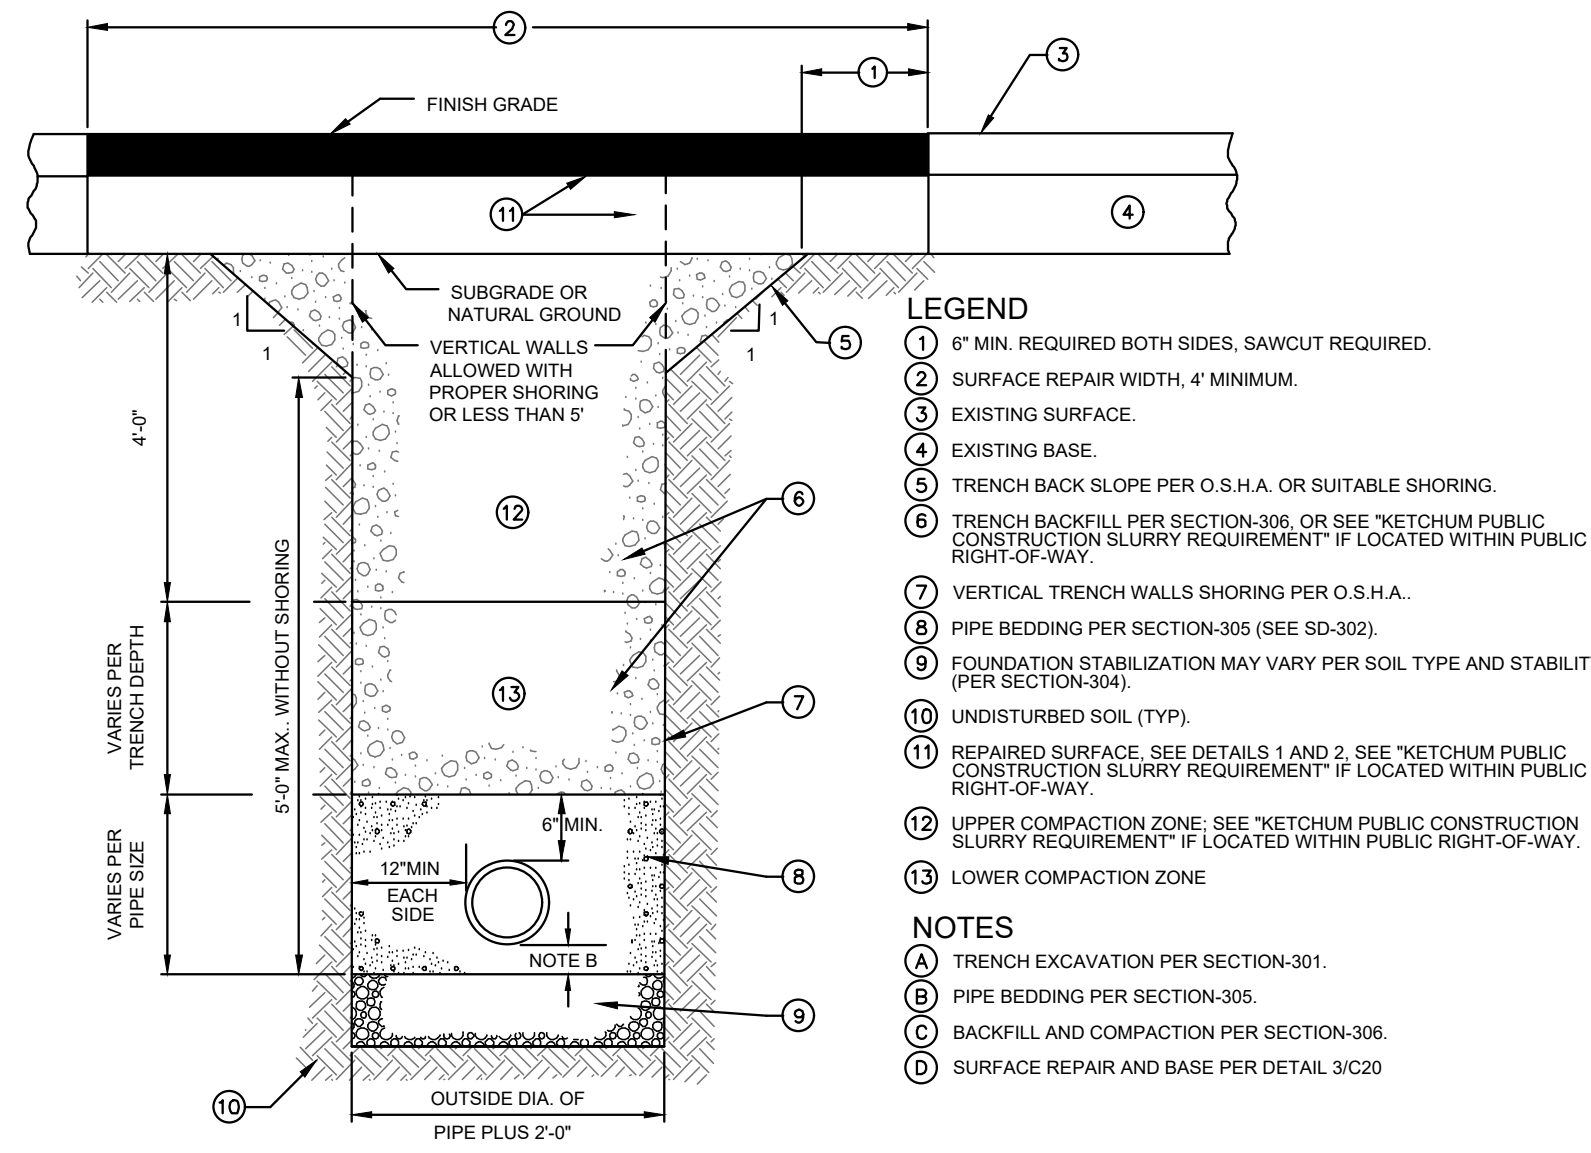 2
1
3
FINISH GRADE
11
4
SUBGRADE OR
NATURAL GROUND
1
1
1
1
5
VERTICAL WALLS
ALLOWED WITH
PROPER SHORING
OR LESS THAN 5'
4'-0"
12
6
5'-0" MAX.. WITHOUT SHORING
VARIES PER
TRENCH DEPTH
13
7
VARIES PER
PIPE SIZE
6" MIN.
12"MIN
EACH
SIDE
8
NOTE B
9
10
OUTSIDE DIA. OF
PIPE PLUS 2'-0"
LEGEND
1 6" MIN. REQUIRED BOTH SIDES, SAWCUT REQUIRED.
2 SURFACE REPAIR WIDTH, 4' MINIMUM.
3 EXISTING SURFACE.
4 EXISTING BASE.
5 TRENCH BACK SLOPE PER O.S.H.A. OR SUITABLE SHORING.
6 TRENCH BACKFILL PER SECTION-306, OR SEE "KETCHUM PUBLIC
CONSTRUCTION SLURRY REQUIREMENT" IF LOCATED WITHIN PUBLIC
RIGHT-OF-WAY.
7 VERTICAL TRENCH WALLS SHORING PER O.S.H.A..
8 PIPE BEDDING PER SECTION-305 (SEE SD-302).
9 FOUNDATION STABILIZATION MAY VARY PER SOIL TYPE AND STABILIT
(PER SECTION-304).
10 UNDISTURBED SOIL (TYP).
11 REPAIRED SURFACE, SEE DETAILS 1 AND 2, SEE "KETCHUM PUBLIC
CONSTRUCTION SLURRY REQUIREMENT" IF LOCATED WITHIN PUBLIC
RIGHT-OF-WAY.
12 UPPER COMPACTION ZONE; SEE "KETCHUM PUBLIC CONSTRUCTION
SLURRY REQUIREMENT" IF LOCATED WITHIN PUBLIC RIGHT-OF-WAY.
13 LOWER COMPACTION ZONE
NOTES
A TRENCH EXCAVATION PER SECTION-301.
B PIPE BEDDING PER SECTION-305.
C BACKFILL AND COMPACTION PER SECTION-306.
D SURFACE REPAIR AND BASE PER DETAIL 3/C20